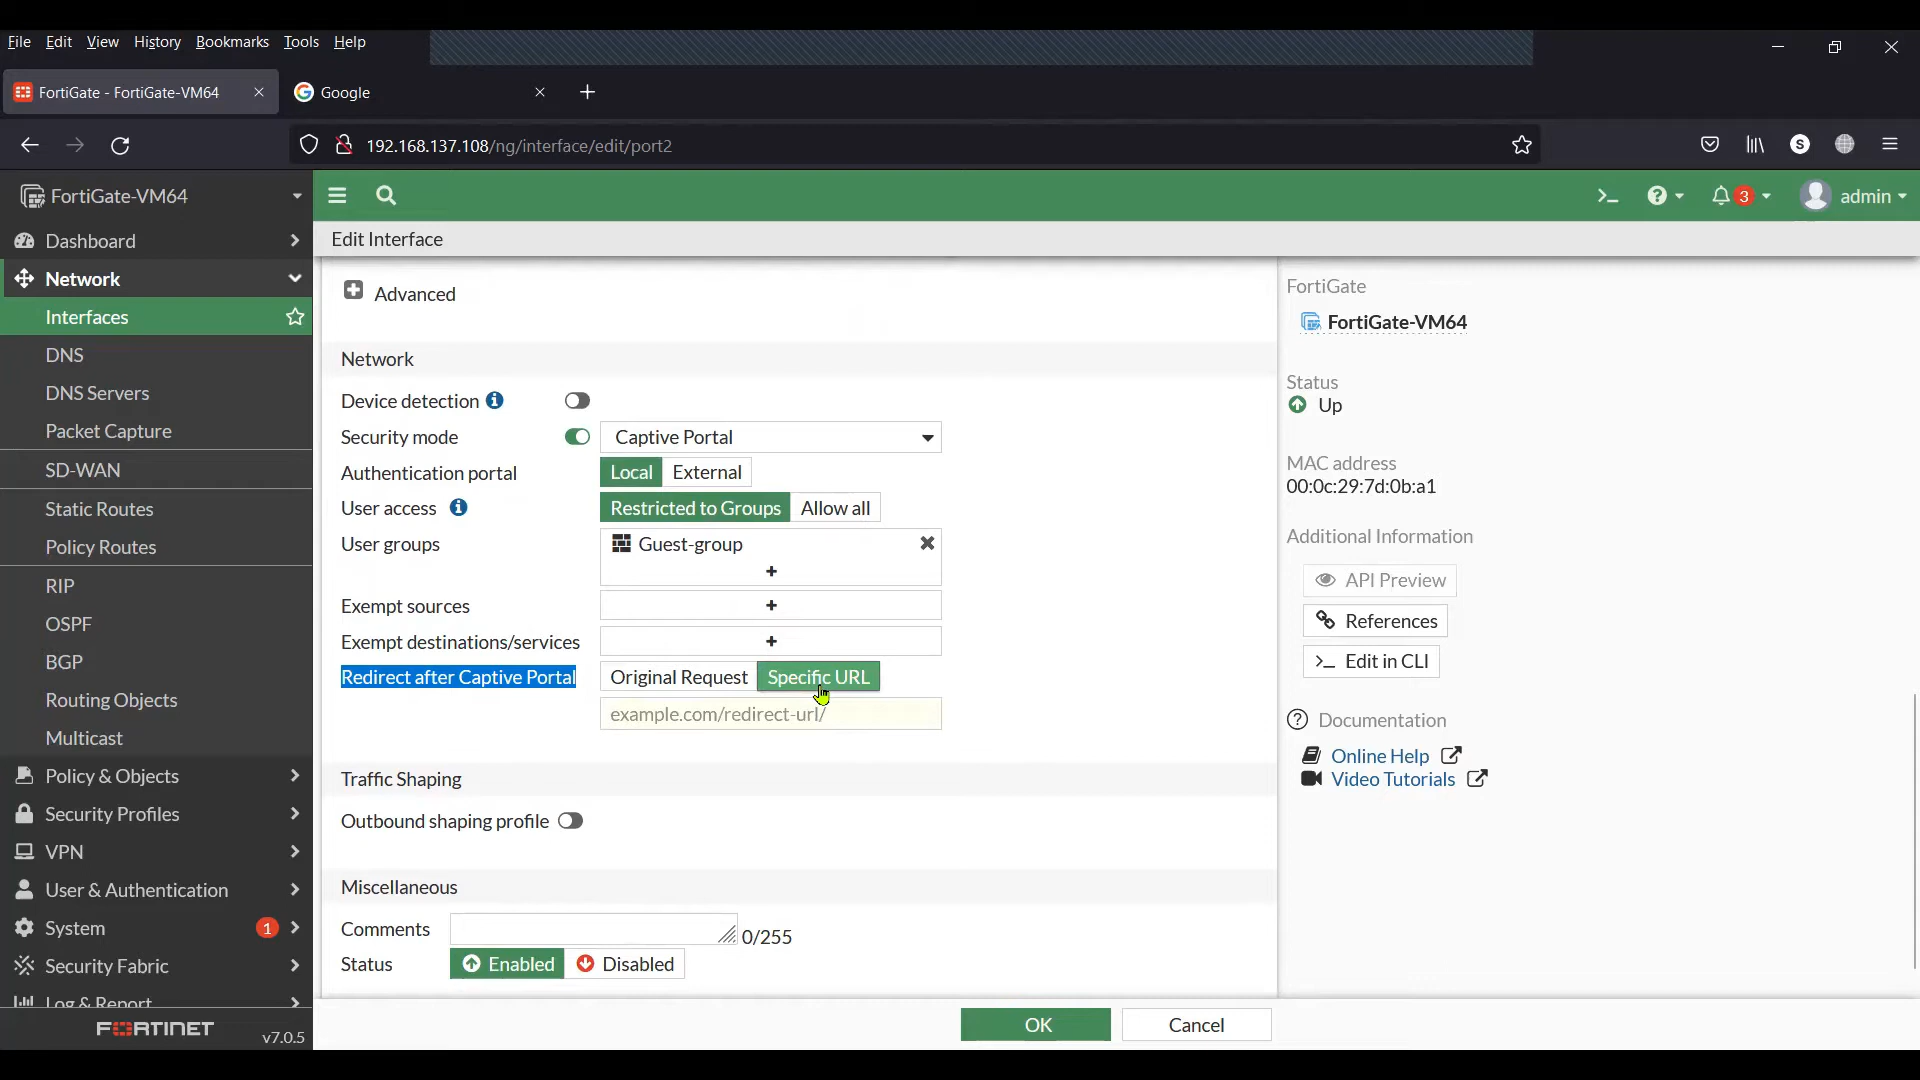 File Edit View History Bookmarks Tools Help
FortiGate - FortiGate-VM64
Google
192.168.137.108/ng/interface/edit/port2
S
FortiGate-VM64
3
admin
Dashboard
Network
Interfaces
DNS
DNS Servers
Packet Capture
SD-WAN
Static Routes
Policy Routes
RIP
OSPF
BGP
Routing Objects
Multicast
Policy & Objects
Security Profiles
VPN
User & Authentication
System 1
Security Fabric
Log & Report
FORTINET v7.0.5
Edit Interface
Advanced
Network
Device detection
Security mode Captive Portal
Authentication portal Local External
User access Restricted to Groups Allow all
User groups Guest-group
+
Exempt sources +
Exempt destinations/services +
Redirect after Captive Portal Original Request Specific URL
example.com/redirect-url/
Traffic Shaping
Outbound shaping profile
Miscellaneous
Comments 0/255
Status Enabled Disabled
OK Cancel
FortiGate
FortiGate-VM64
Status
Up
MAC address
00:0c:29:7d:0b:a1
Additional Information
API Preview
References
>_ Edit in CLI
Documentation
Online Help
Video Tutorials